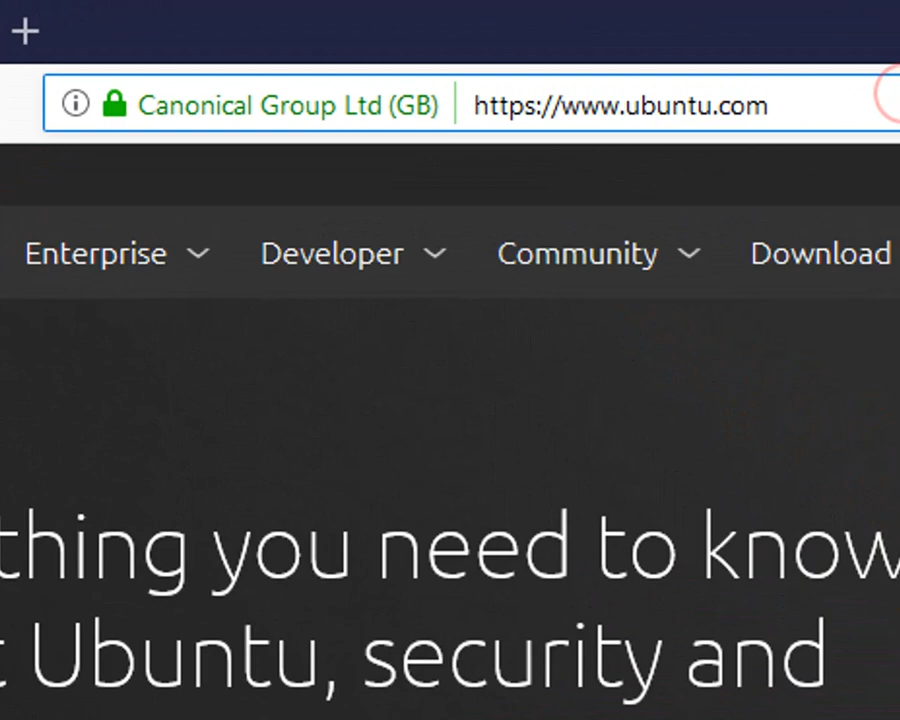 Canonical Group Ltd (GB) https://www.ubuntu.com
Enterprise Developer Community Download
thing you need to know
t Ubuntu, security and